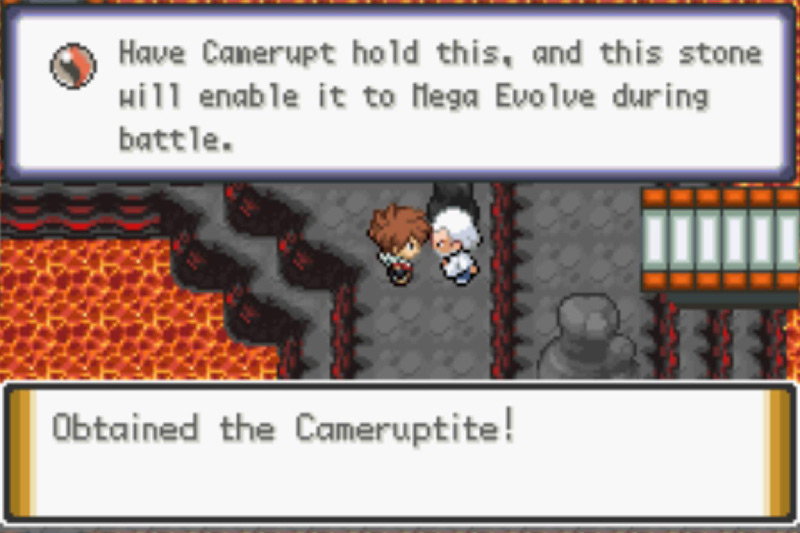 Have Camerupt hold this, and this stone
will enable it to Mega Evolve during
battle.
Obtained the Cameruptite!